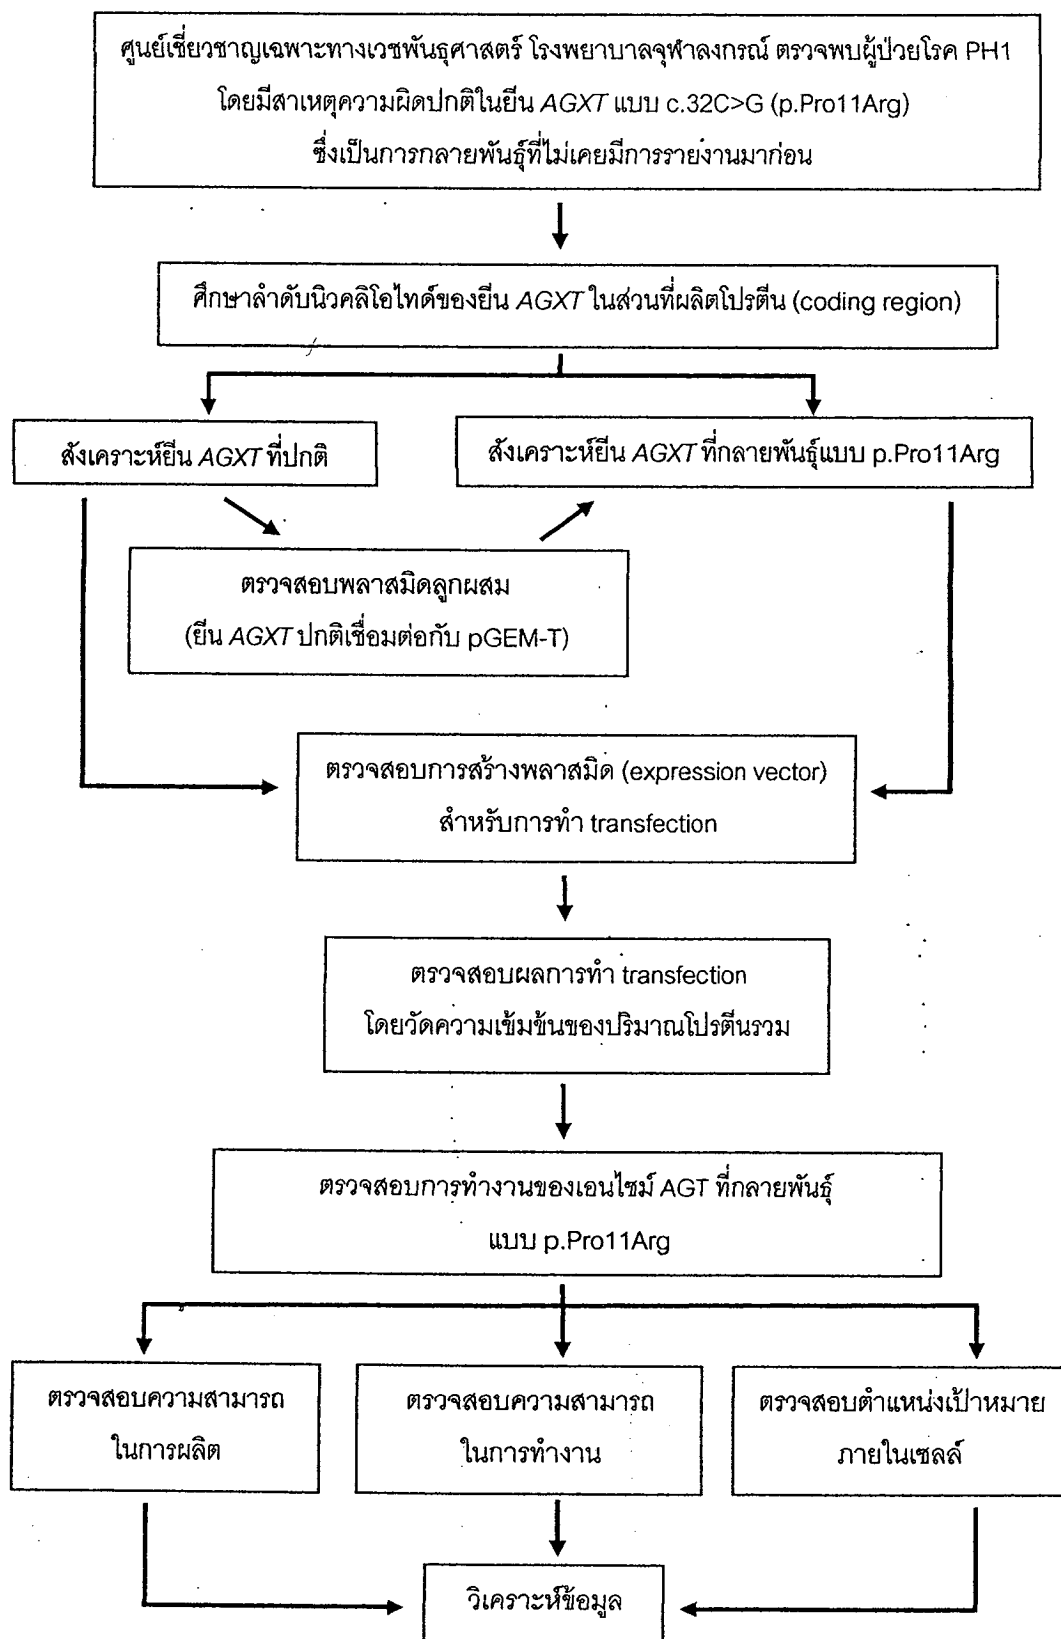 ศูนย์เชี่ยวชาญเฉพาะทางเวชพันธุศาสตร์ โรงพยาบาลจุฬาลงกรณ์ ตรวจพบผู้ป่วยโรค PH1
โดยมีสาเหตุความผิดปกติในยีน AGXT แบบ c.32C>G (p.Pro11Arg)
ซึ่งเป็นการกลายพันธุ์ที่ไม่เคยมีการรายงานมาก่อน
ศึกษาลำดับนิวคลิโอไทด์ของยีน AGXT ในส่วนที่ผลิตโปรตีน (coding region)
สังเคราะห์ยีน AGXT ที่ปกติ
สังเคราะห์ยีน AGXT ที่กลายพันธุ์แบบ p.Pro11Arg
ตรวจสอบพลาสมิดลูกผสม
(ยีน AGXT ปกติเชื่อมต่อกับ pGEM-T)
ตรวจสอบการสร้างพลาสมิด (expression vector)
สำหรับการทำ transfection
ตรวจสอบผลการทำ transfection
โดยวัดความเข้มข้นของปริมาณโปรตีนรวม
ตรวจสอบการทำงานของเอนไซม์ AGT ที่กลายพันธุ์
แบบ p.Pro11Arg
ตรวจสอบความสามารถ
ในการผลิต
ตรวจสอบความสามารถ
ในการทำงาน
ตรวจสอบตำแหน่งเป้าหมาย
ภายในเซลล์
วิเคราะห์ข้อมูล